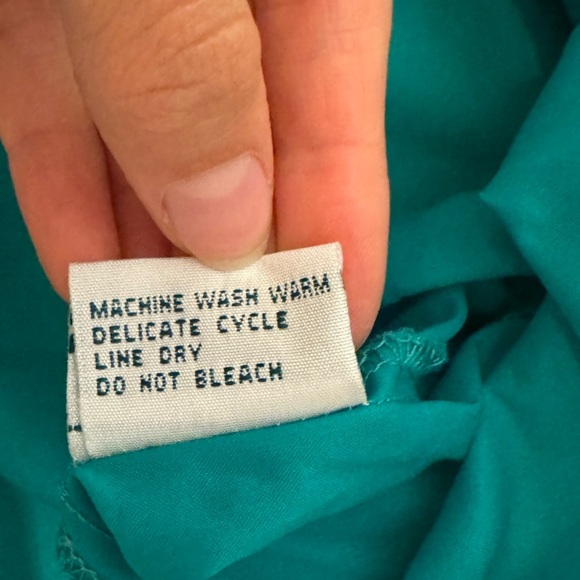 MACHINE WASH WARM
DELICATE CYCLE
LINE DRY
DO NOT BLEACH